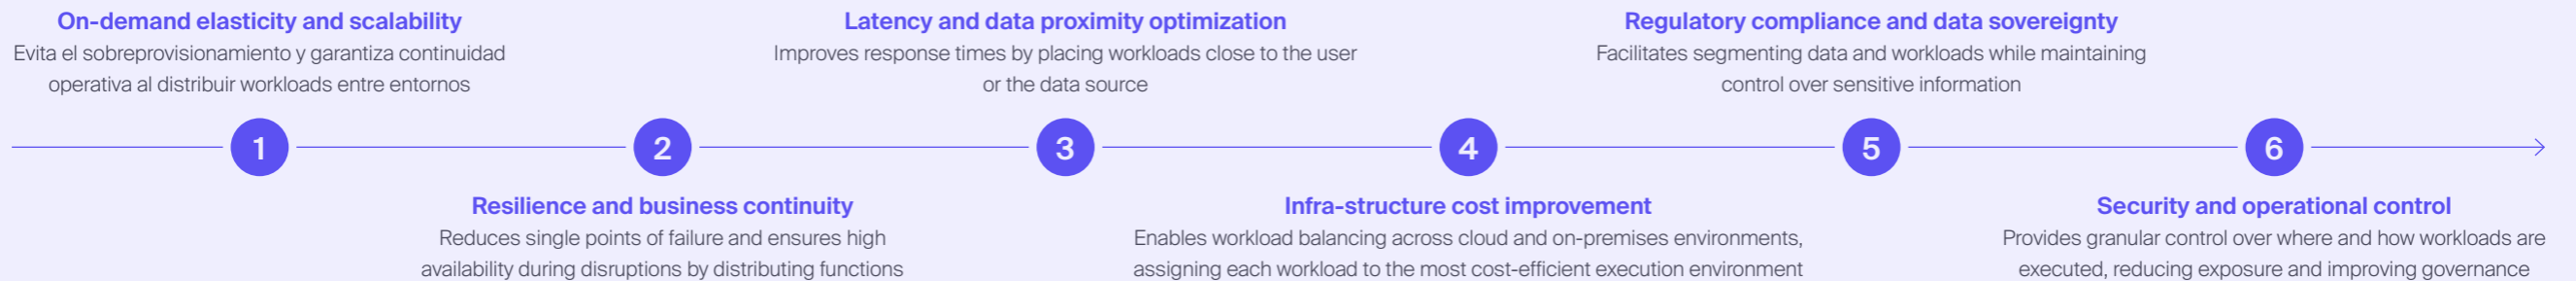 On-demand elasticity and scalability
Evita el sobreprovisionamiento y garantiza continuidad
operativa al distribuir workloads entre entornos
Latency and data proximity optimization
Improves response times by placing workloads close to the user
or the data source
Regulatory compliance and data sovereignty
Facilitates segmenting data and workloads while maintaining
control over sensitive information
1
2
3
4
5
6
Resilience and business continuity
Reduces single points of failure and ensures high
availability during disruptions by distributing functions
Infra-structure cost improvement
Enables workload balancing across cloud and on-premises environments,
assigning each workload to the most cost-efficient execution environment
Security and operational control
Provides granular control over where and how workloads are
executed, reducing exposure and improving governance